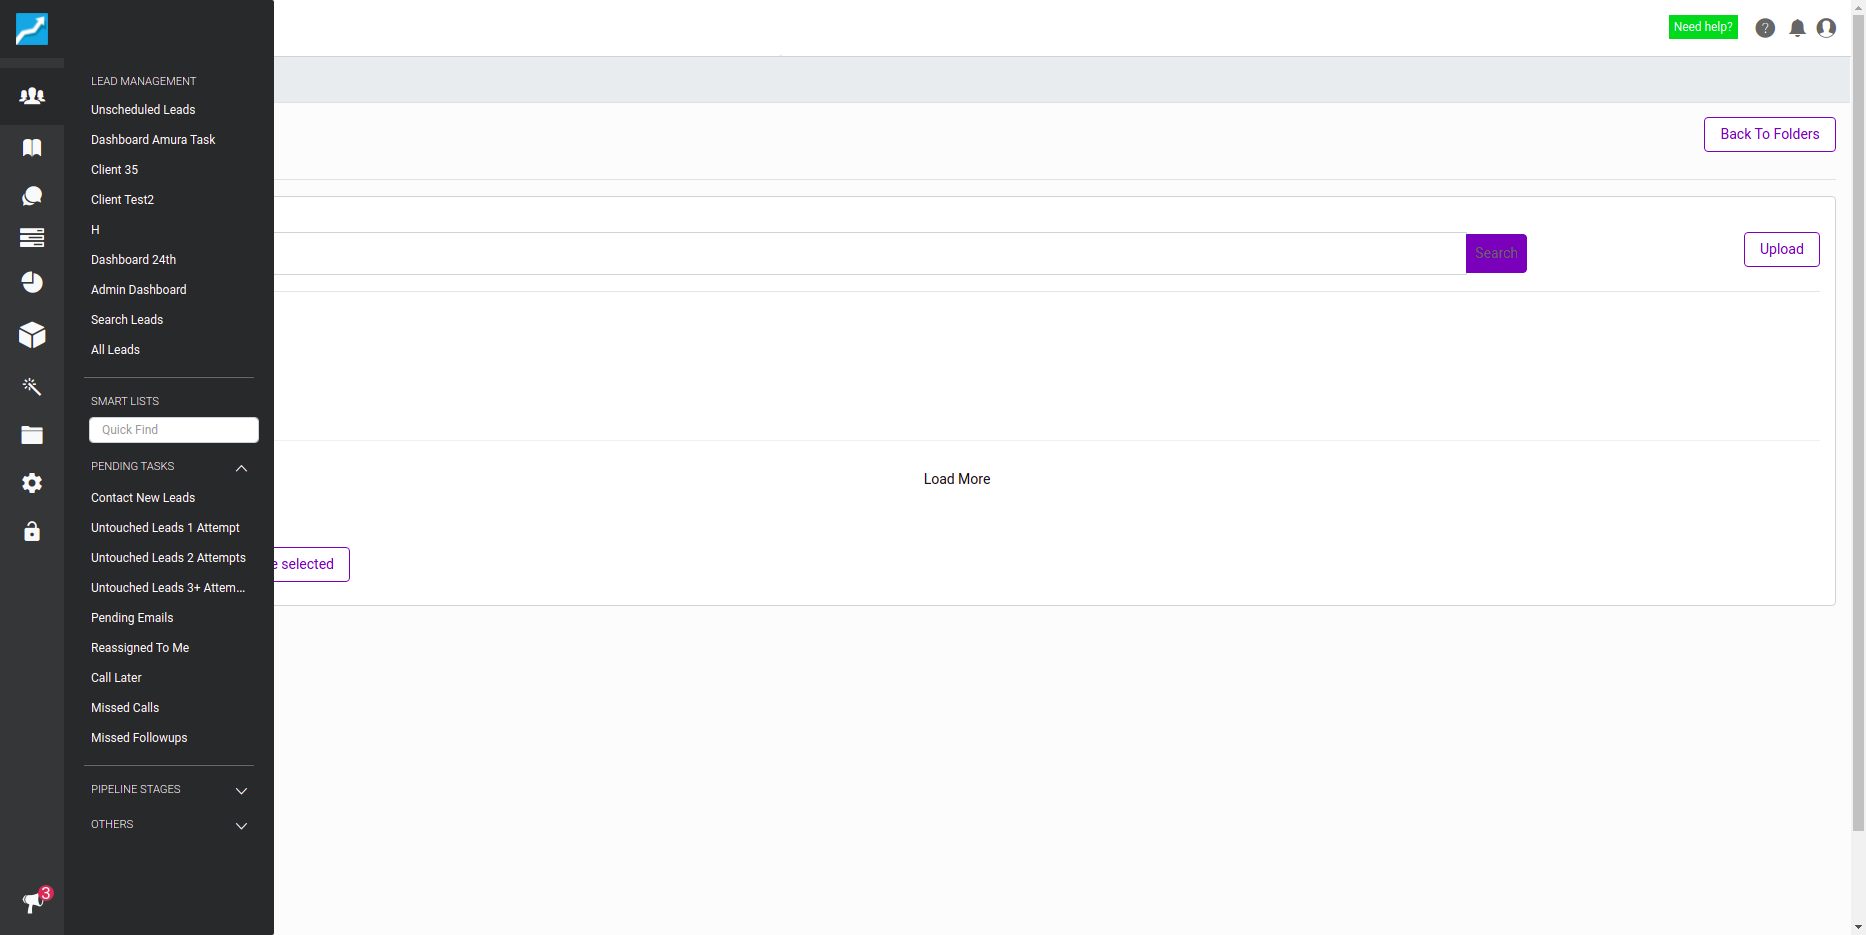 Need help?
?
LEAD MANAGEMENT
Unscheduled Leads
Dashboard Amura Task
Client 35
Client Test2
H
Dashboard 24th
Admin Dashboard
Search Leads
All Leads
SMART LISTS
Quick Find
PENDING TASKS
Contact New Leads
Untouched Leads 1 Attempt
Untouched Leads 2 Attempts
Untouched Leads 3+ Attem...
Pending Emails
Reassigned To Me
Call Later
Missed Calls
Missed Followups
PIPELINE STAGES
OTHERS
3
Back To Folders
Search
Upload
Load More
e selected